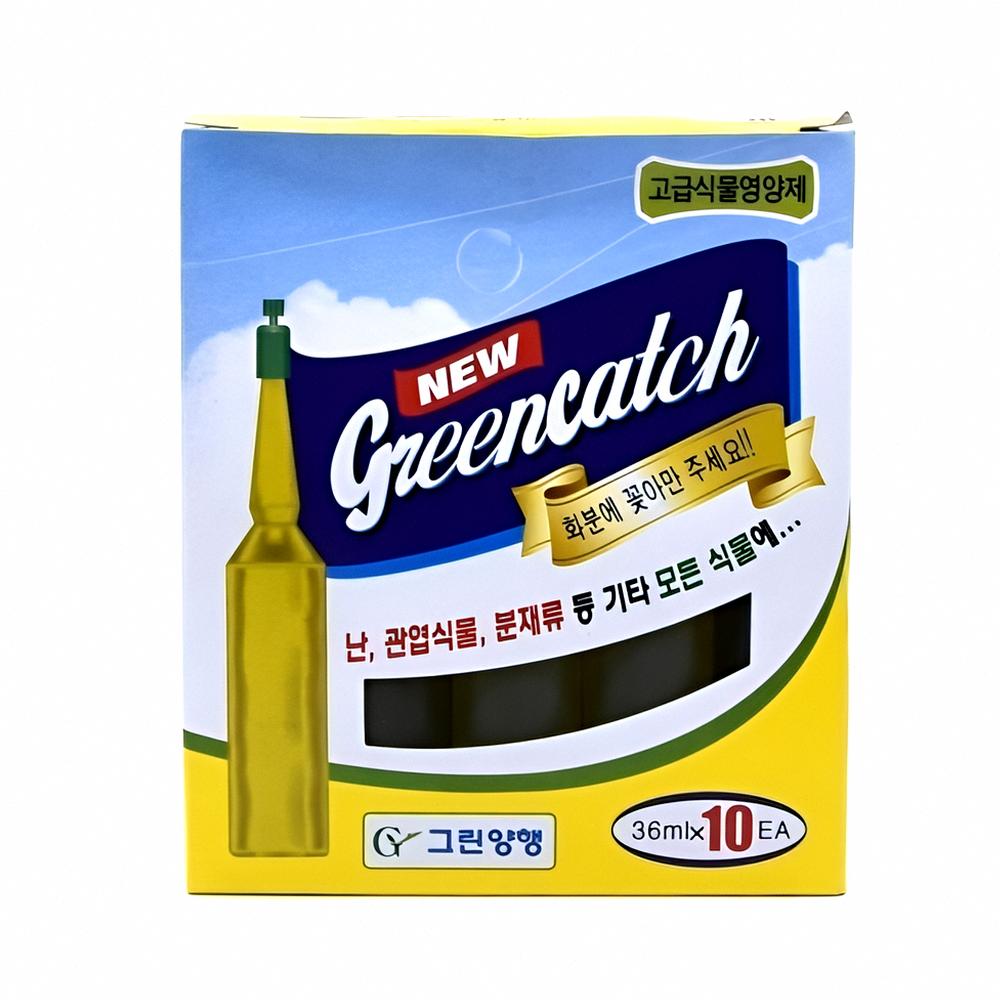 고급식물영양제
NEW
Greencatch
화분에 꽂아만 주세요!!
난, 관엽식물, 분재류 등 기타 모든 식물에...
그린양행
36mlx10EA